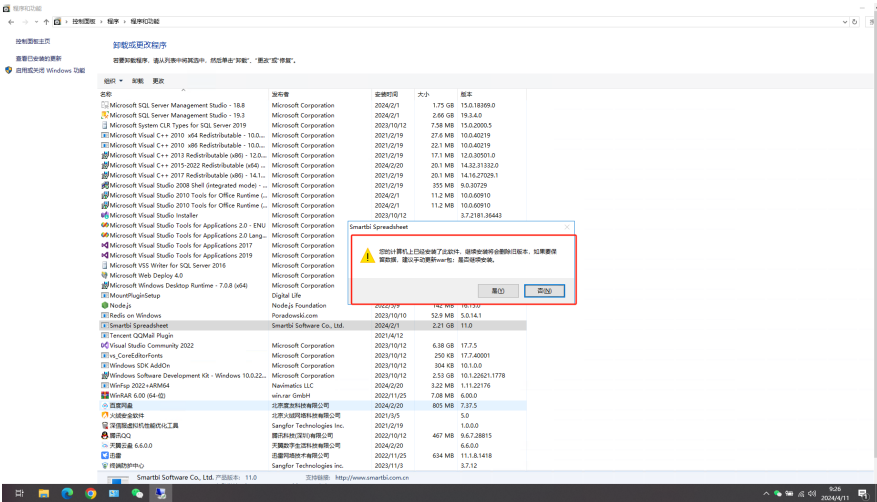 程序和功能
控制面板 › 程序 › 程序和功能
控制面板主页
查看已安装的更新
启用或关闭 Windows 功能
卸载或更改程序
若要卸载程序，请从列表中将其选中，然后单击"卸载"、"更改"或"修复"。
组织 卸载 更改
名称 发布者 安装时间 大小 版本
Microsoft SQL Server Management Studio - 18.8 Microsoft Corporation 2024/2/1 1.75 GB 15.0.18369.0
Microsoft SQL Server Management Studio - 19.3 Microsoft Corporation 2024/2/1 2.66 GB 19.3.4.0
Microsoft System CLR Types for SQL Server 2019 Microsoft Corporation 2023/10/12 7.58 MB 15.0.2000.5
Microsoft Visual C++ 2010 x64 Redistributable - 10.0.... Microsoft Corporation 2021/2/19 27.6 MB 10.0.40219
Microsoft Visual C++ 2010 x86 Redistributable - 10.0.... Microsoft Corporation 2021/2/19 22.1 MB 10.0.40219
Microsoft Visual C++ 2013 Redistributable (x86) - 12.0... Microsoft Corporation 2021/2/19 17.1 MB 12.0.30501.0
Microsoft Visual C++ 2015-2022 Redistributable (x64) ... Microsoft Corporation 2024/2/20 20.1 MB 14.32.31332.0
Microsoft Visual C++ 2017 Redistributable (x86) - 14.1... Microsoft Corporation 2021/2/19 20.1 MB 14.16.27029.1
Microsoft Visual Studio 2008 Shell (integrated mode) - ... Microsoft Corporation 2021/2/19 355 MB 9.0.30729
Microsoft Visual Studio 2010 Tools for Office Runtime (... Microsoft Corporation 2024/2/1 11.2 MB 10.0.60910
Microsoft Visual Studio 2010 Tools for Office Runtime (... Microsoft Corporation 2024/2/1 11.2 MB 10.0.60910
Microsoft Visual Studio Installer Microsoft Corporation 2023/10/12 3.7.2181.36443
Microsoft Visual Studio Tools for Applications 2.0 - ENU Microsoft Corporation
Microsoft Visual Studio Tools for Applications 2.0 Lang... Microsoft Corporation
Microsoft Visual Studio Tools for Applications 2017 Microsoft Corporation
Microsoft Visual Studio Tools for Applications 2019 Microsoft Corporation
Microsoft VSS Writer for SQL Server 2016 Microsoft Corporation
Microsoft Web Deploy 4.0 Microsoft Corporation
Microsoft Windows Desktop Runtime - 7.0.8 (x64) Microsoft Corporation
MountPluginSetup Digital Life
Node.js Node.js Foundation
Smartbi Spreadsheet
您的计算机上已经安装了此软件，继续安装将会删除旧版本，如果要保
留数据，建议手动更新war包；是否继续安装。
是(Y) 否(N)
Redis on Windows Poradowski.com 2023/10/10 52.9 MB 5.0.14.1
Smartbi Spreadsheet Smartbi Software Co., Ltd. 2024/2/1 2.21 GB 11.0
Tencent QQMail Plugin 2021/4/12
Visual Studio Community 2022 Microsoft Corporation 2023/10/12 6.38 GB 17.7.5
vs_CoreEditorFonts Microsoft Corporation 2023/10/12 250 KB 17.7.40001
Windows SDK AddOn Microsoft Corporation 2023/10/12 304 KB 10.1.0.0
Windows Software Development Kit - Windows 10.0.22... Microsoft Corporation 2023/10/12 2.53 GB 10.1.22621.1778
WinFsp 2022+ARM64 Navimatics LLC 2024/2/20 3.22 MB 1.11.22176
WinRAR 6.00 (64-位) win.rar GmbH 2022/11/25 7.08 MB 6.00.0
百度网盘 北京度友科技有限公司 2024/2/20 805 MB 7.37.5
火绒安全软件 北京火绒网络科技有限公司 2021/3/5 5.0
深信服虚拟机性能优化工具 Sangfor Technologies Inc. 2021/2/19 1.0.0.0
腾讯QQ 腾讯科技(深圳)有限公司 2022/10/12 467 MB 9.6.7.28815
天翼云盘 6.6.0.0 天翼数字生活科技有限公司 2024/2/20 6.6.0.0
迅雷 迅雷网络技术有限公司 2022/11/25 634 MB 11.1.8.1418
终端防护中心 Sangfor Technologies inc. 2023/11/3 3.7.12
Smartbi Software Co., Ltd. 产品版本: 11.0 支持链接: http://www.smartbi.com.cn
9:26
2024/4/11